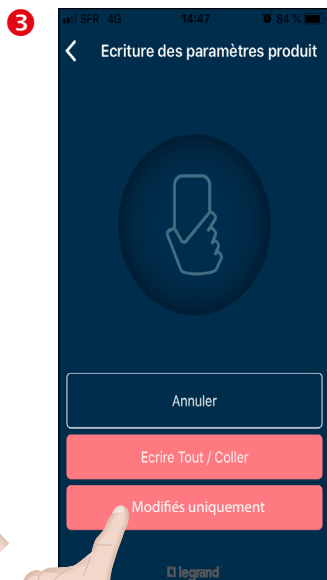 3
SFR 4G 14:47 84 %
Ecriture des paramètres produit
Annuler
Ecrire Tout / Coller
Modifiés uniquement
legrand